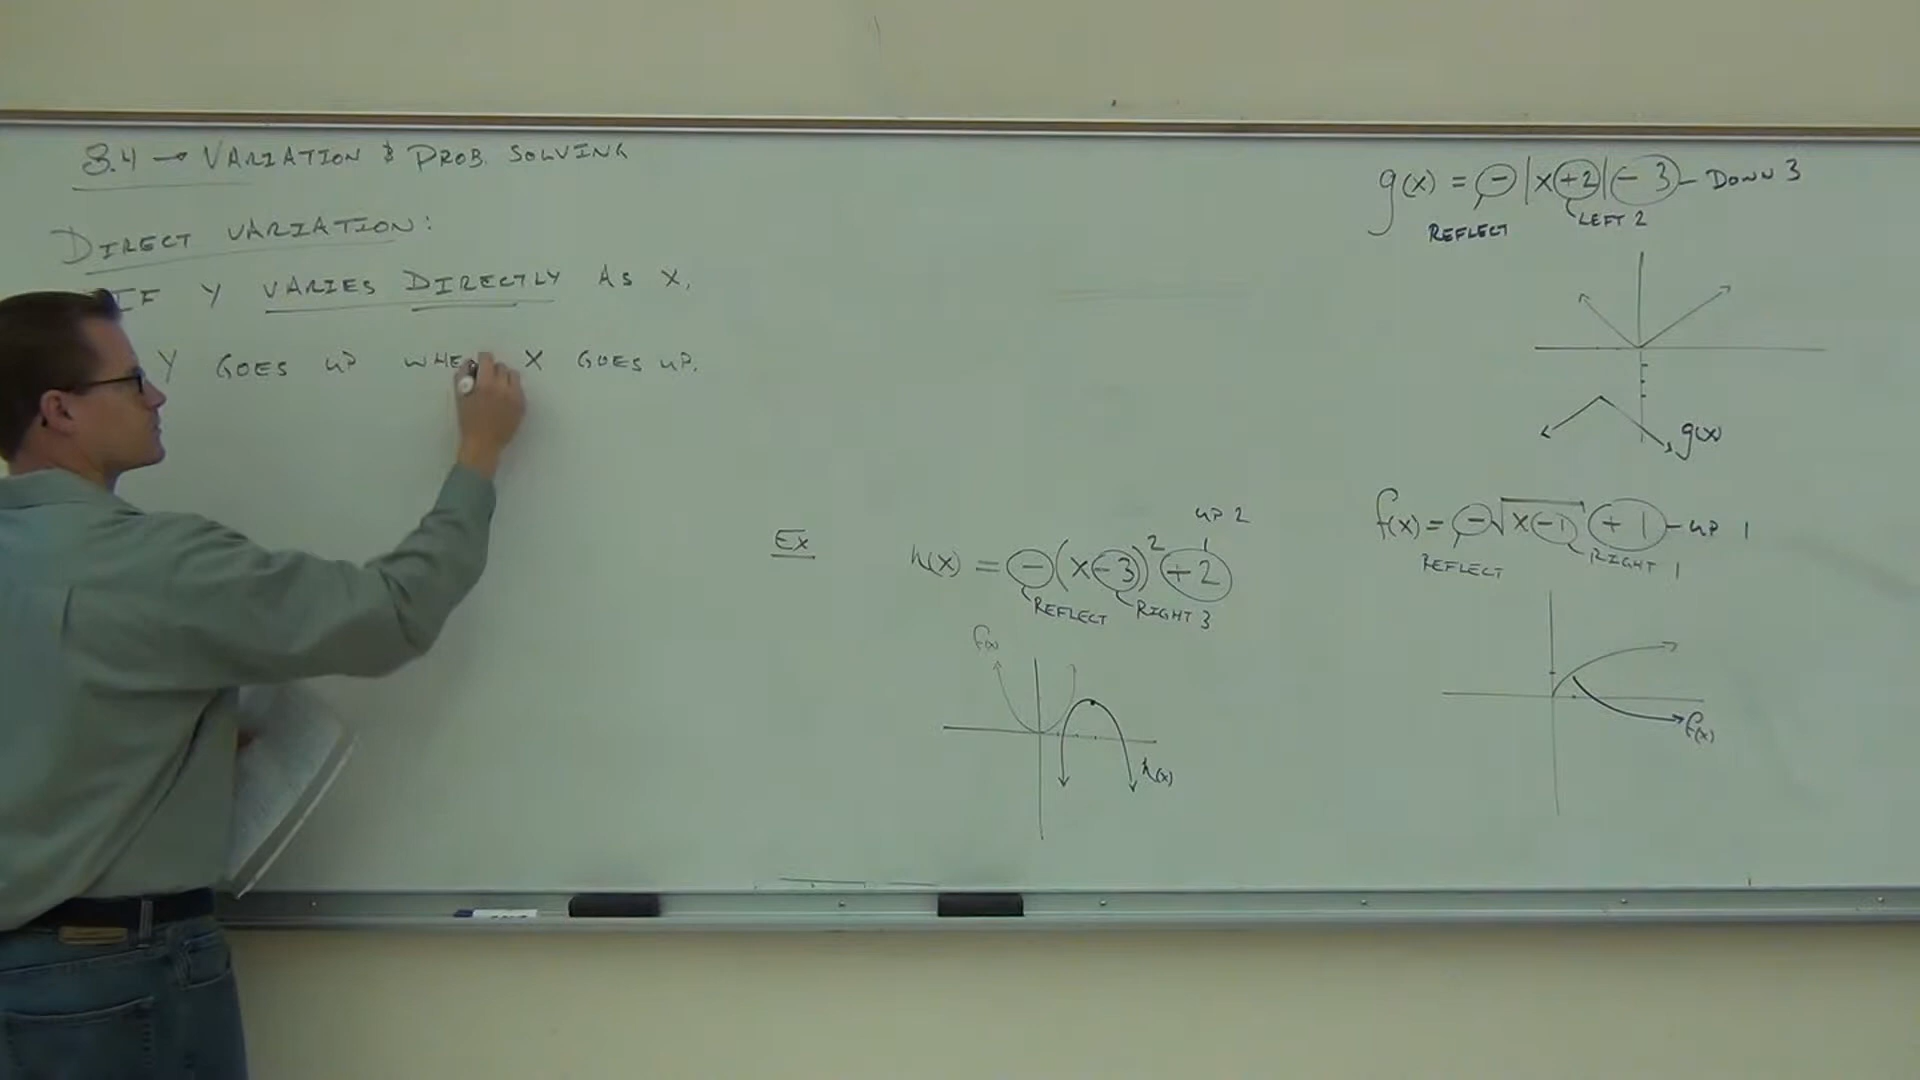 8.4 → VARIATION & PROB. SOLVING
DIRECT VARIATION:
IF Y VARIES DIRECTLY AS X,
Y GOES UP WHEN X GOES UP.
Ex
UP 2
h(x) = -(x-3)² +2
REFLECT RIGHT 3
f(x)
h(x)
g(x) = -|x+2|-3 - DOWN 3
REFLECT LEFT 2
g(x)
f(x) = -√x-1 +1 - UP 1
REFLECT RIGHT 1
f(x)